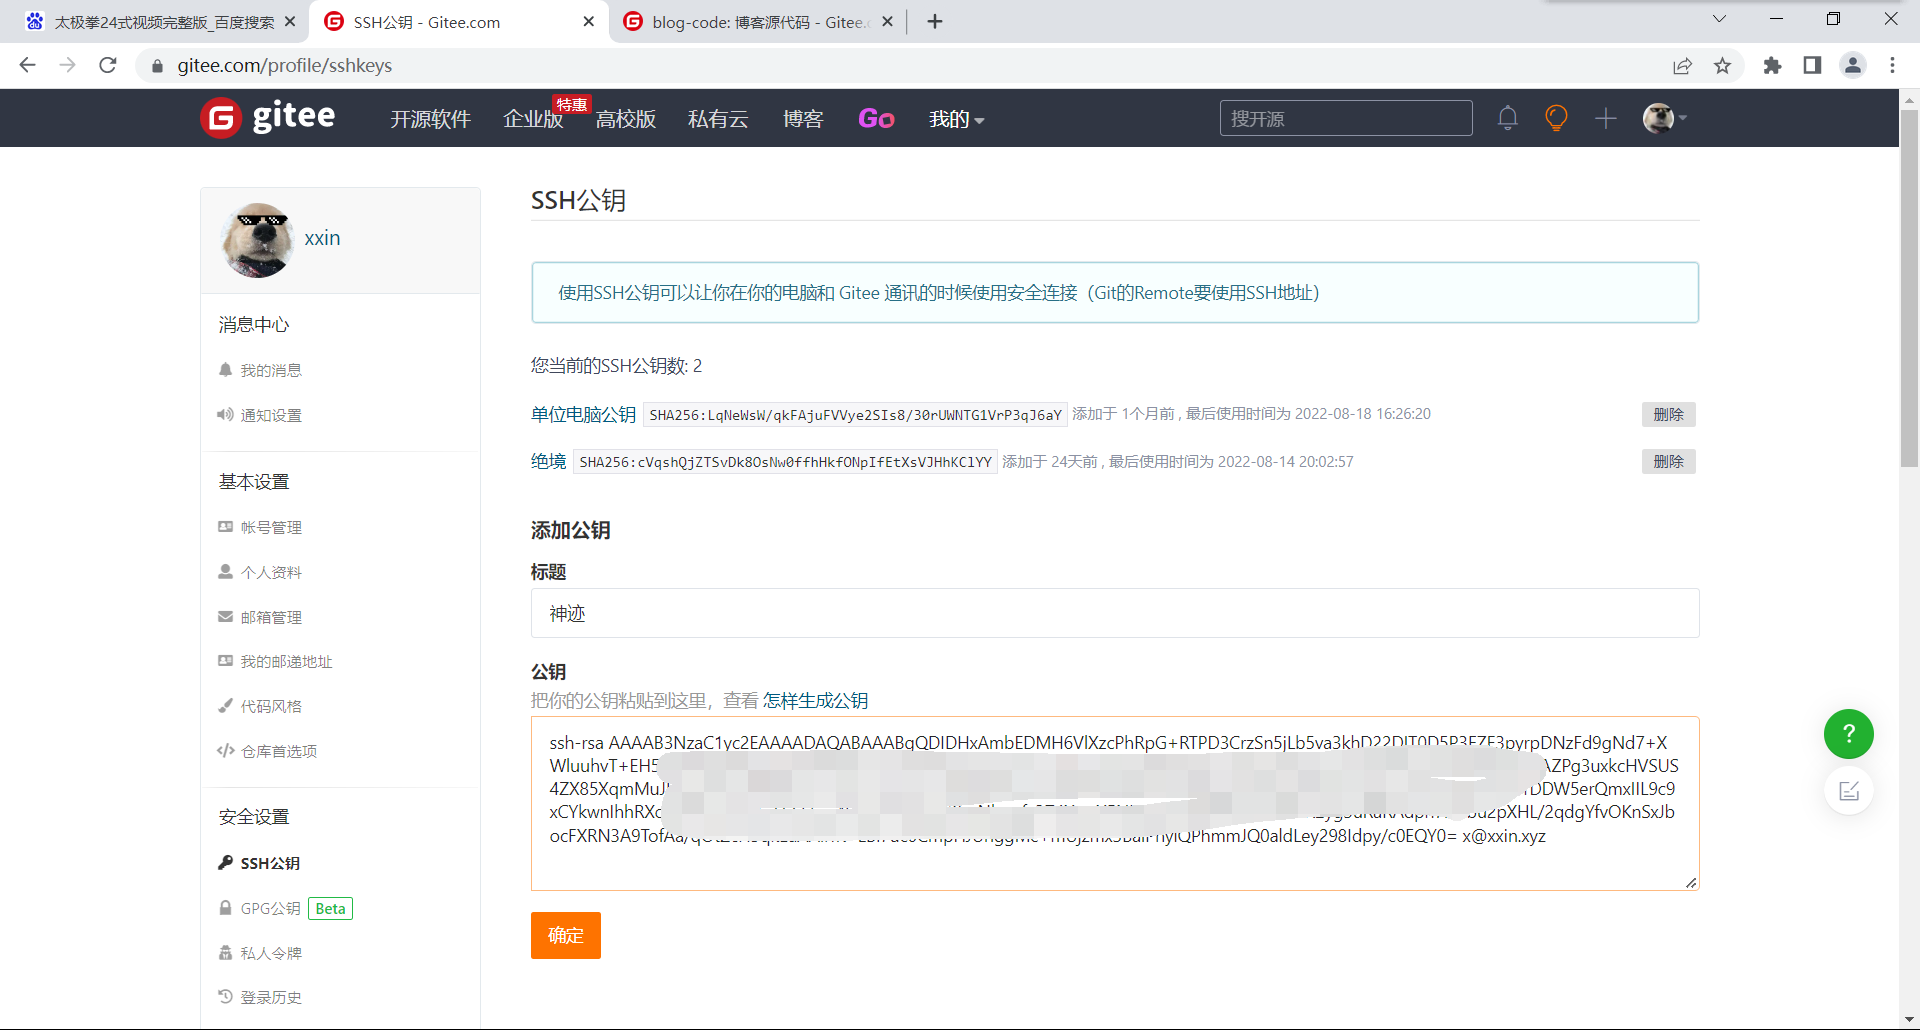 太极拳24式视频完整版_百度搜索
SSH公钥 - Gitee.com
blog-code: 博客源代码 - Gitee.c
gitee.com/profile/sshkeys
gitee
开源软件
企业版
特惠
高校版
私有云
博客
Go
我的
搜开源
xxin
消息中心
我的消息
通知设置
基本设置
帐号管理
个人资料
邮箱管理
我的邮递地址
代码风格
仓库首选项
安全设置
SSH公钥
GPG公钥 Beta
私人令牌
登录历史
SSH公钥
使用SSH公钥可以让你在你的电脑和 Gitee 通讯的时候使用安全连接（Git的Remote要使用SSH地址）
您当前的SSH公钥数: 2
单位电脑公钥 SHA256:LqNeWsW/qkFAjuFVVye2SIs8/30rUWNTG1VrP3qJ6aY 添加于 1个月前 , 最后使用时间为 2022-08-18 16:26:20 删除
绝境 SHA256:cVqshQjZTSvDk8OsNw0ffhHkfONpIfEtXsVJHhKClYY 添加于 24天前 , 最后使用时间为 2022-08-14 20:02:57 删除
添加公钥
标题
神迹
公钥
把你的公钥粘贴到这里，查看 怎样生成公钥
ssh-rsa
WluuhvT+EH5 AZPg3uxkcHVSUS
4ZX85XqmMuJ DDW5erQmxIIL9c9
xCYkwnIhhRX u2pXHL/2qdgYfvOKnSxJb
ocFXRN3A9TofAa/ PhmmJQ0aldLey298Idpy/c0EQY0= x@xxin.xyz
确定
?